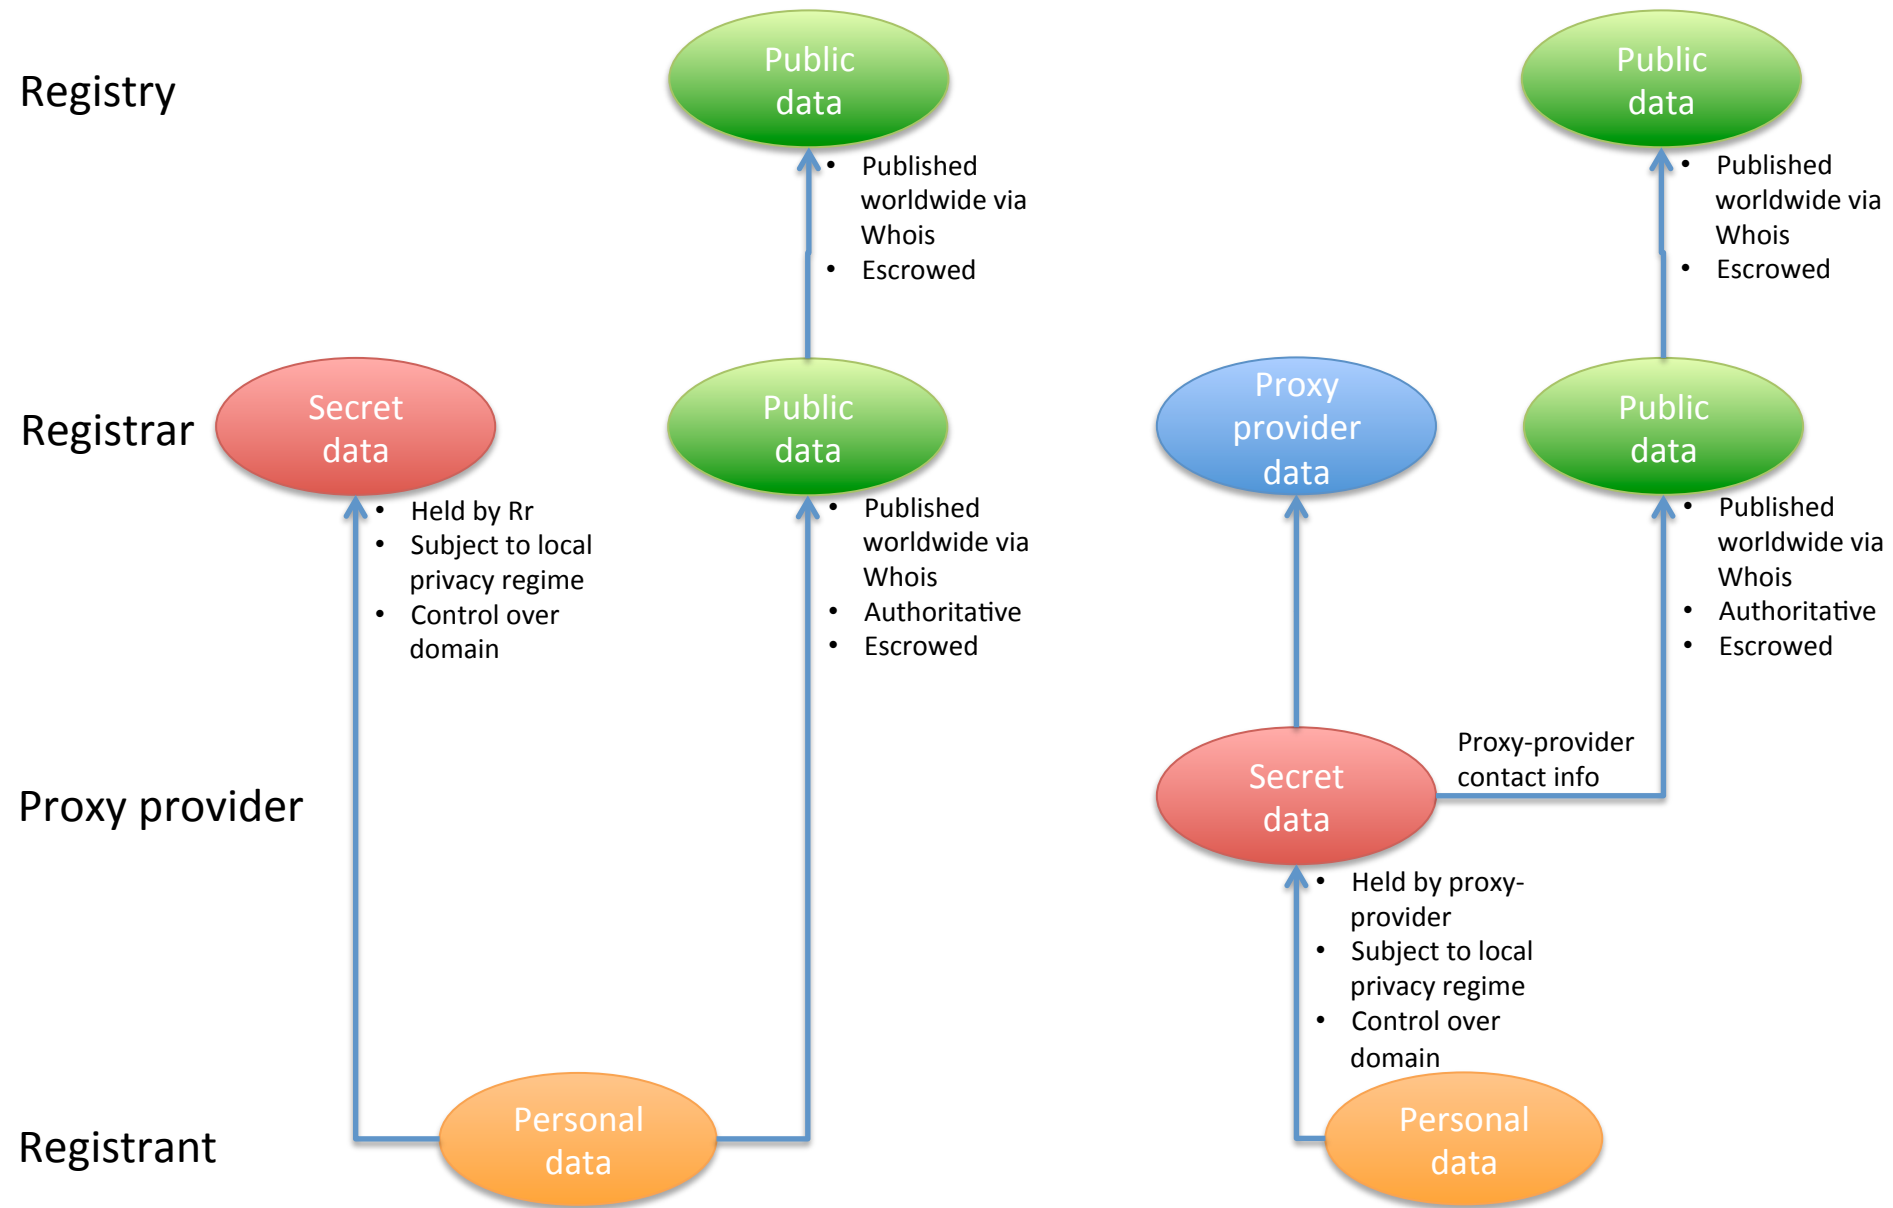 Registry
Public
data
• Published
worldwide via
Whois
• Escrowed
Public
data
• Published
worldwide via
Whois
• Escrowed
Registrar
Secret
data
• Held by Rr
• Subject to local
privacy regime
• Control over
domain
Public
data
• Published
worldwide via
Whois
• Authoritative
• Escrowed
Proxy
provider
data
Public
data
• Published
worldwide via
Whois
• Authoritative
• Escrowed
Proxy provider
Secret
data
Proxy-provider
contact info
• Held by proxy-
provider
• Subject to local
privacy regime
• Control over
domain
Registrant
Personal
data
Personal
data